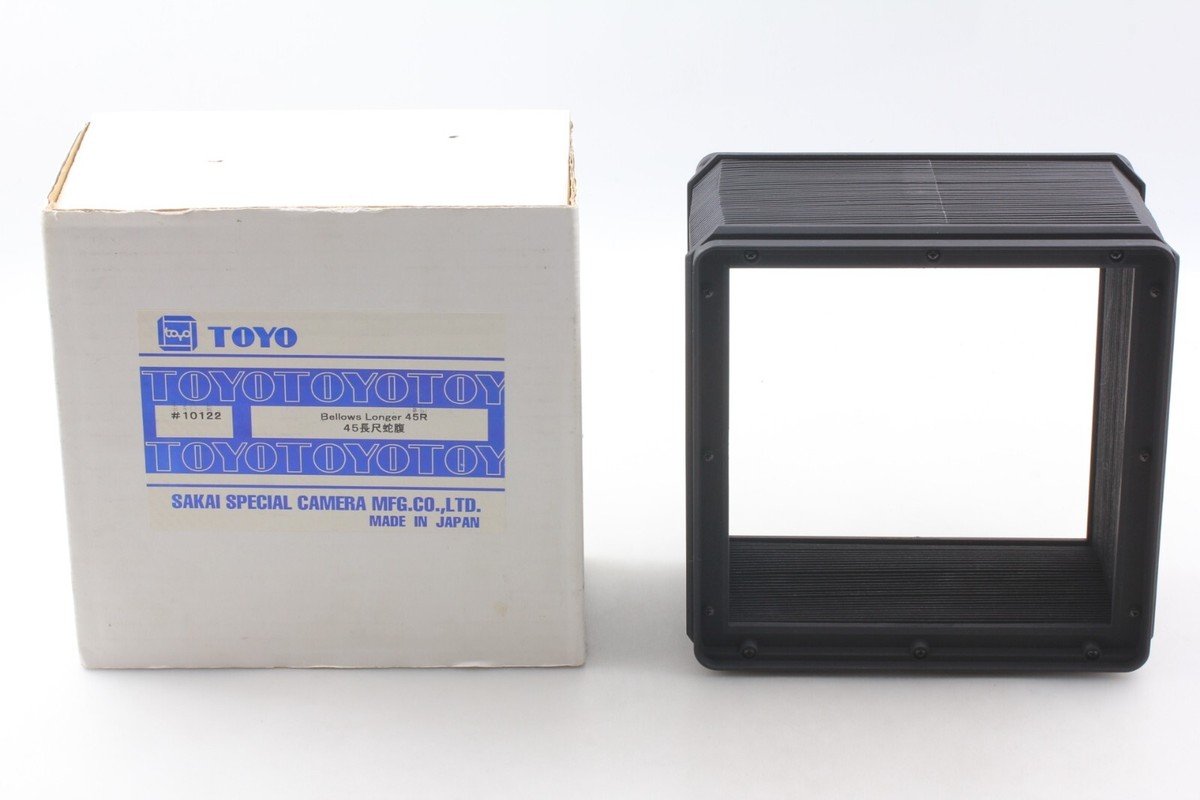 toyo TOYO
TOYOTOYOTOY
#10122
Bellows Longer 45R
45長尺蛇腹
TOYOTOYOTOY
SAKAI SPECIAL CAMERA MFG.CO.,LTD.
MADE IN JAPAN